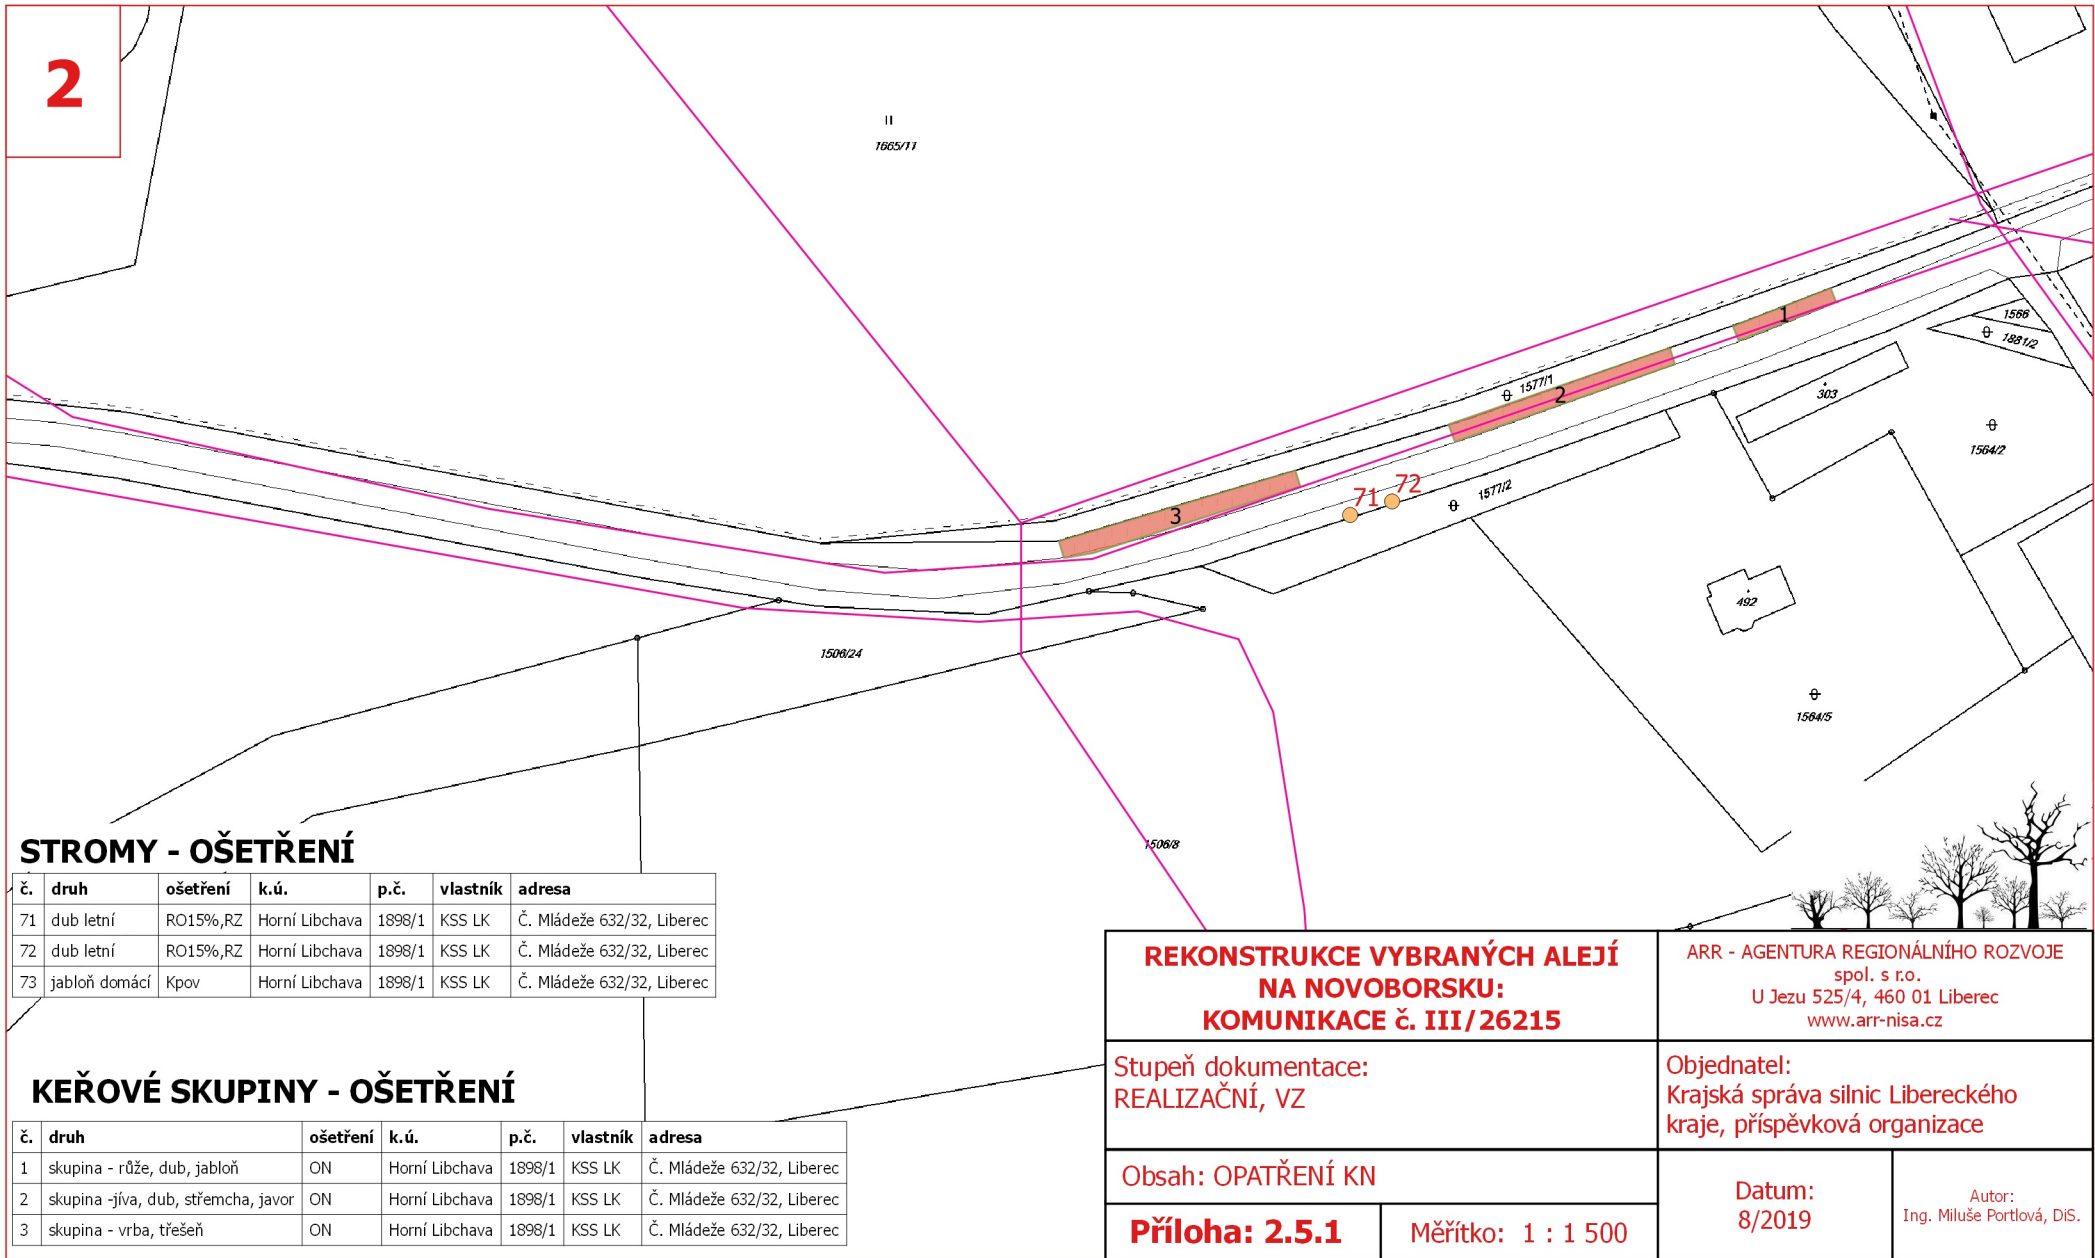 2
1665/11
1577/1
1
2
3
71
72
1577/2
1566
1881/2
303
1564/2
492
1564/5
1506/24
1506/8
STROMY - OŠETŘENÍ
č. druh ošetření k.ú. p.č. vlastník adresa
71 dub letní RO15%,RZ Horní Libchava 1898/1 KSS LK Č. Mládeže 632/32, Liberec
72 dub letní RO15%,RZ Horní Libchava 1898/1 KSS LK Č. Mládeže 632/32, Liberec
73 jabloň domácí Kpov Horní Libchava 1898/1 KSS LK Č. Mládeže 632/32, Liberec
KEŘOVÉ SKUPINY - OŠETŘENÍ
č. druh ošetření k.ú. p.č. vlastník adresa
1 skupina - růže, dub, jabloň ON Horní Libchava 1898/1 KSS LK Č. Mládeže 632/32, Liberec
2 skupina -jíva, dub, střemcha, javor ON Horní Libchava 1898/1 KSS LK Č. Mládeže 632/32, Liberec
3 skupina - vrba, třešeň ON Horní Libchava 1898/1 KSS LK Č. Mládeže 632/32, Liberec
REKONSTRUKCE VYBRANÝCH ALEJÍ
NA NOVOBORSKU:
KOMUNIKACE č. III/26215
ARR - AGENTURA REGIONÁLNÍHO ROZVOJE
spol. s r.o.
U Jezu 525/4, 460 01 Liberec
www.arr-nisa.cz
Stupeň dokumentace:
REALIZAČNÍ, VZ
Objednatel:
Krajská správa silnic Libereckého
kraje, příspěvková organizace
Obsah: OPATŘENÍ KN
Příloha: 2.5.1
Měřítko: 1 : 1 500
Datum:
8/2019
Autor:
Ing. Miluše Portlová, DiS.